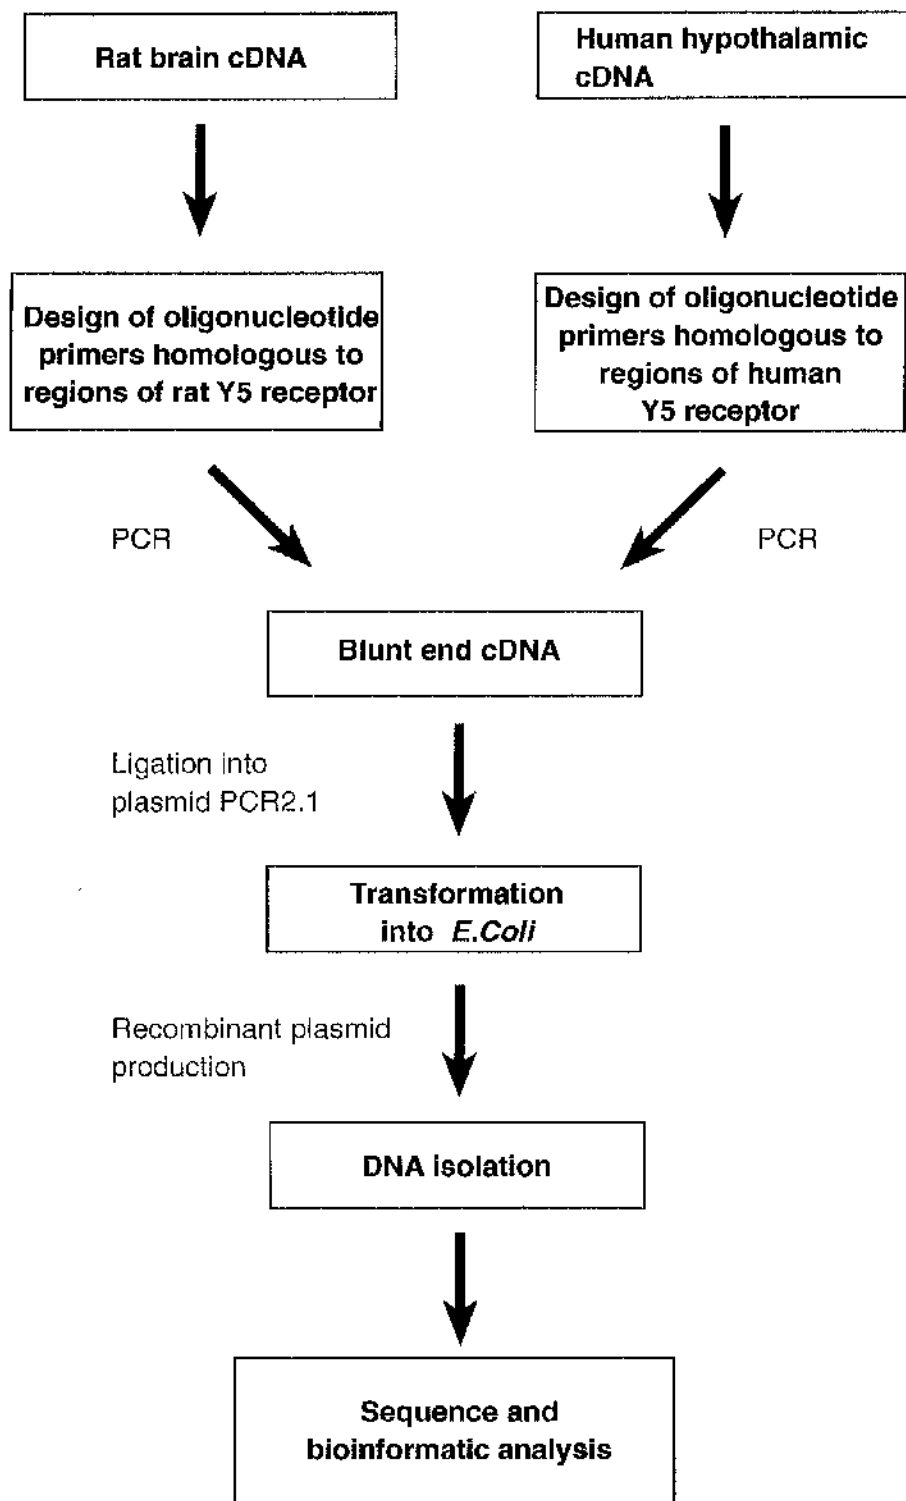 Rat brain cDNA
Human hypothalamic
cDNA
Design of oligonucleotide
primers homologous to
regions of rat Y5 receptor
Design of oligonucleotide
primers homologous to
regions of human
Y5 receptor
PCR
PCR
Blunt end cDNA
Ligation into
plasmid PCR2.1
Transformation
into E.Coli
Recombinant plasmid
production
DNA isolation
Sequence and
bioinformatic analysis